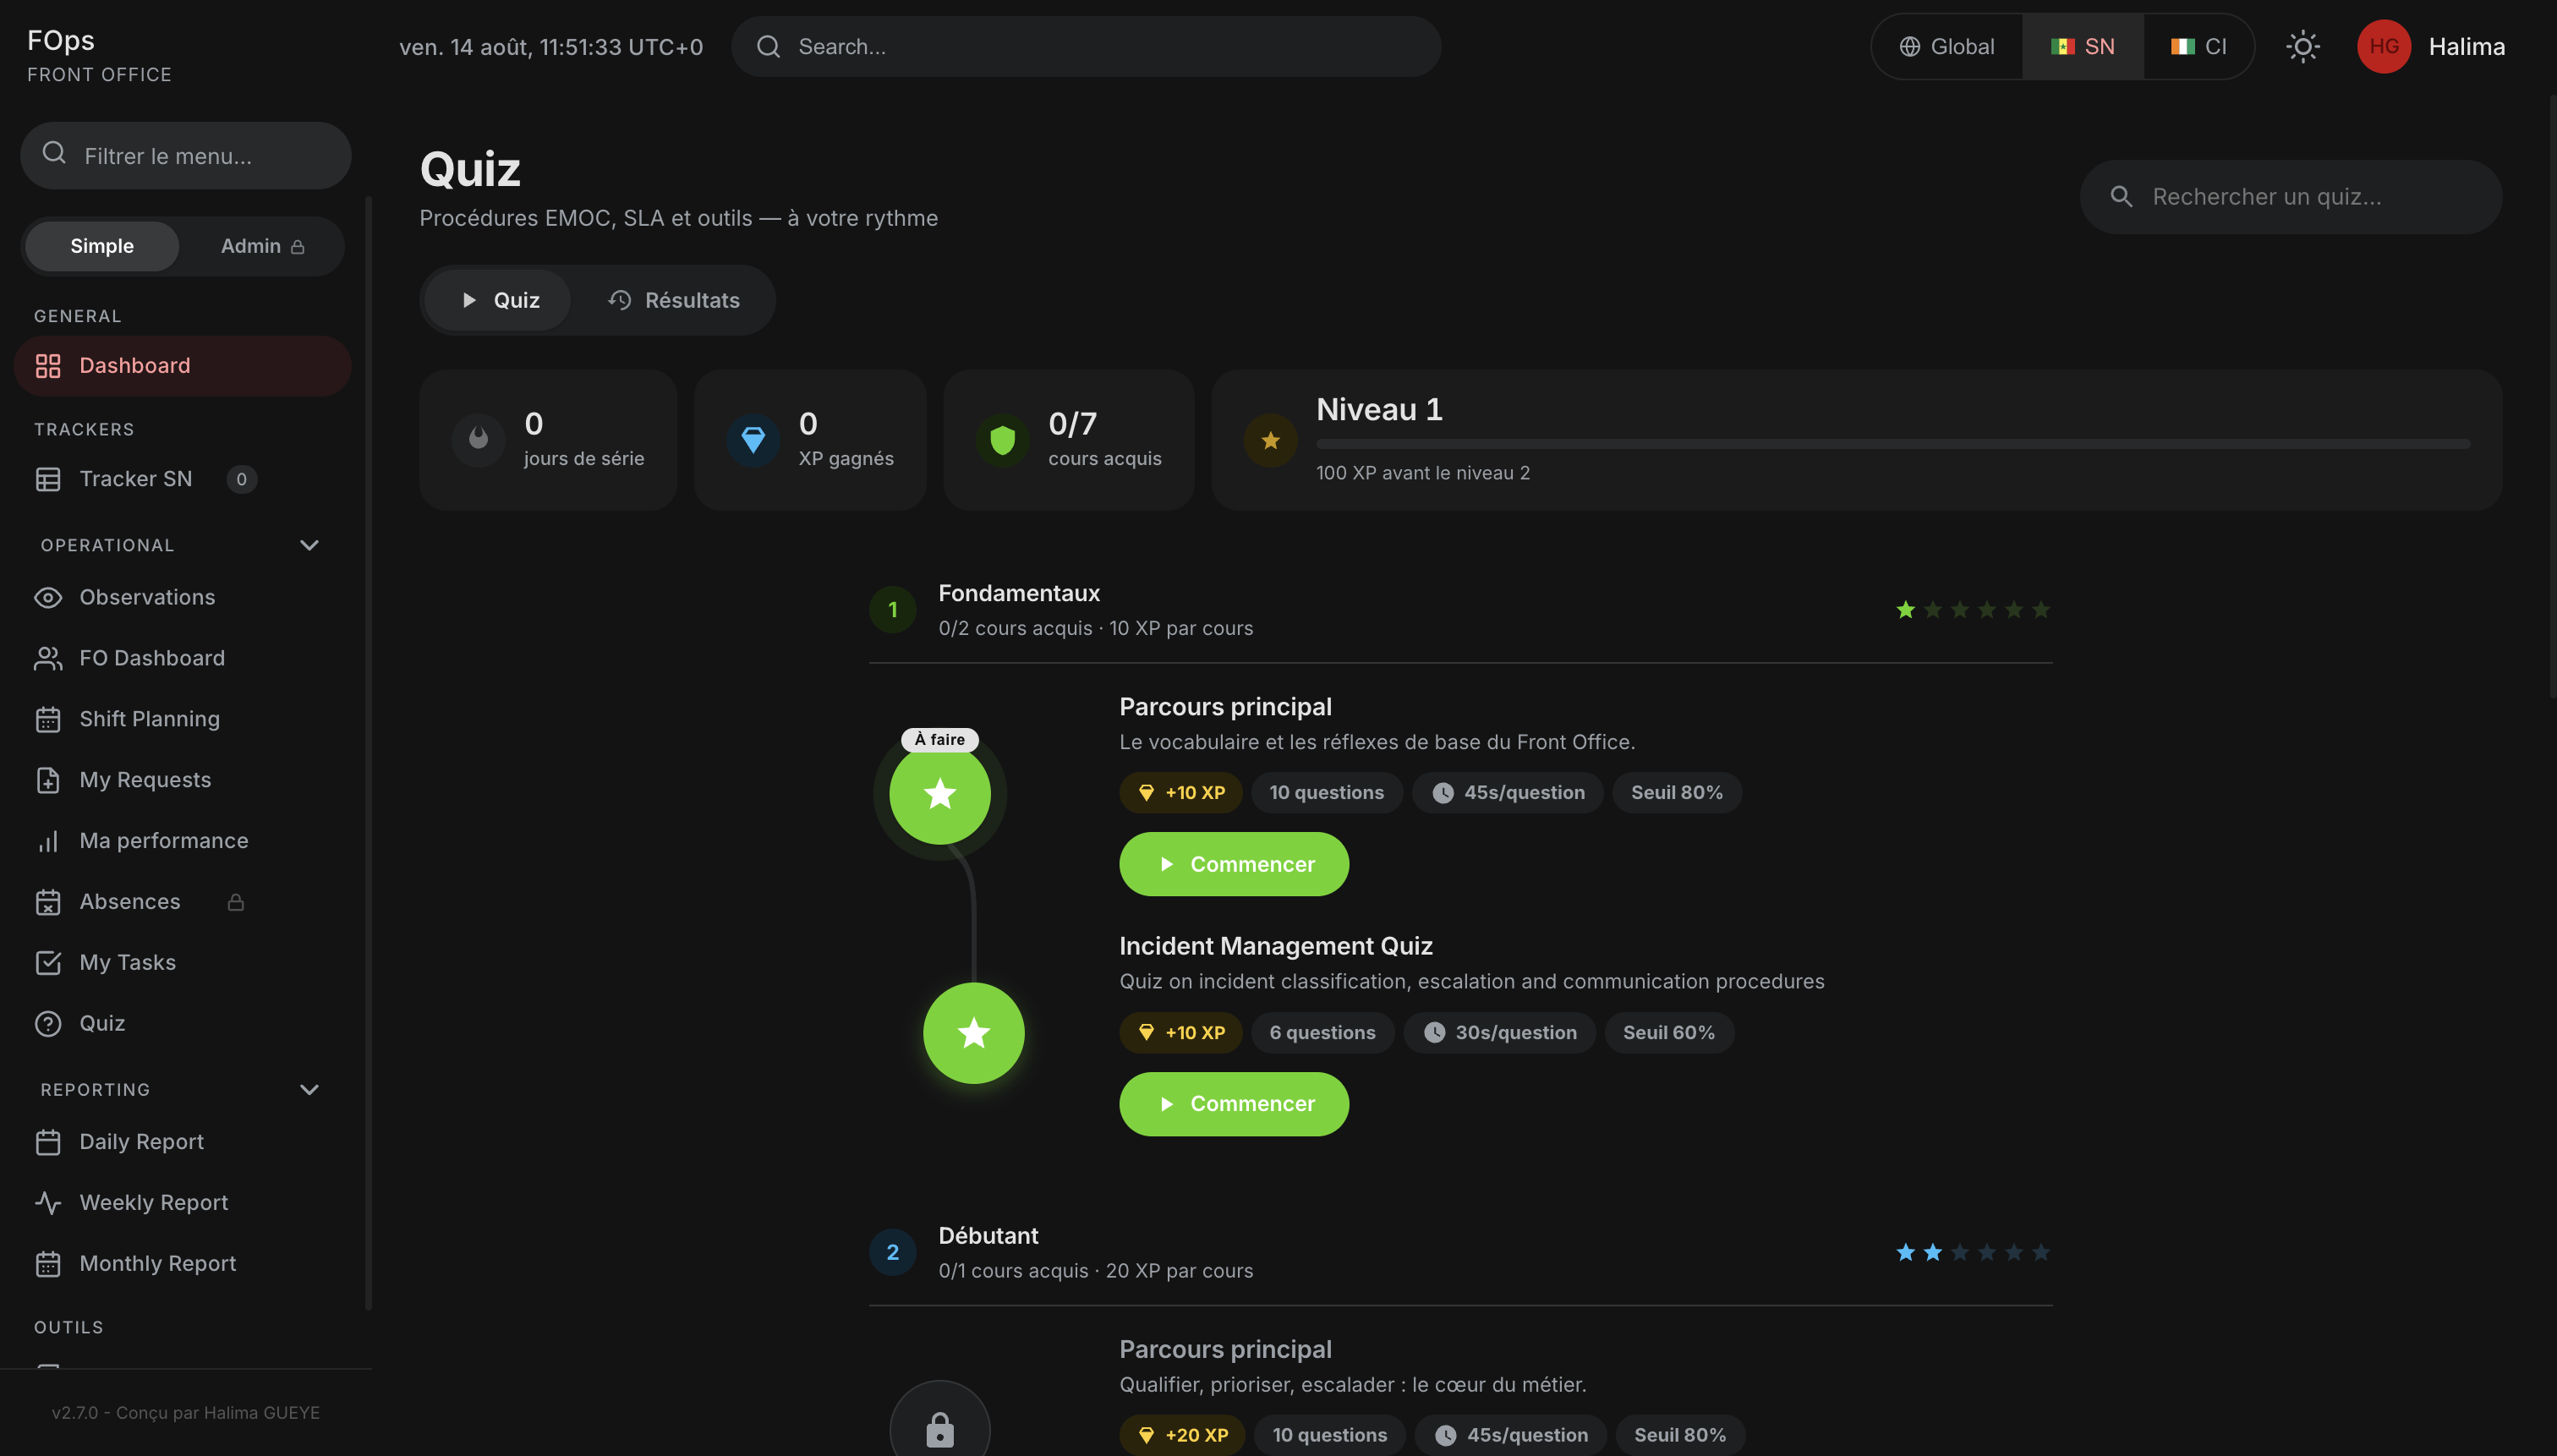 FOps
FRONT OFFICE
ven. 14 août, 11:51:33 UTC+0
Search...
Global
SN
CI
HG
Halima
Filtrer le menu...
Simple
Admin
GENERAL
Dashboard
TRACKERS
Tracker SN
0
OPERATIONAL
Observations
FO Dashboard
Shift Planning
My Requests
Ma performance
Absences
My Tasks
Quiz
REPORTING
Daily Report
Weekly Report
Monthly Report
OUTILS
v2.7.0 - Conçu par Halima GUEYE
Quiz
Procédures EMOC, SLA et outils — à votre rythme
Rechercher un quiz...
Quiz
Résultats
0
jours de série
0
XP gagnés
0/7
cours acquis
Niveau 1
100 XP avant le niveau 2
1
Fondamentaux
0/2 cours acquis · 10 XP par cours
À faire
Parcours principal
Le vocabulaire et les réflexes de base du Front Office.
+10 XP
10 questions
45s/question
Seuil 80%
Commencer
Incident Management Quiz
Quiz on incident classification, escalation and communication procedures
+10 XP
6 questions
30s/question
Seuil 60%
Commencer
2
Débutant
0/1 cours acquis · 20 XP par cours
Parcours principal
Qualifier, prioriser, escalader : le cœur du métier.
+20 XP
10 questions
45s/question
Seuil 80%